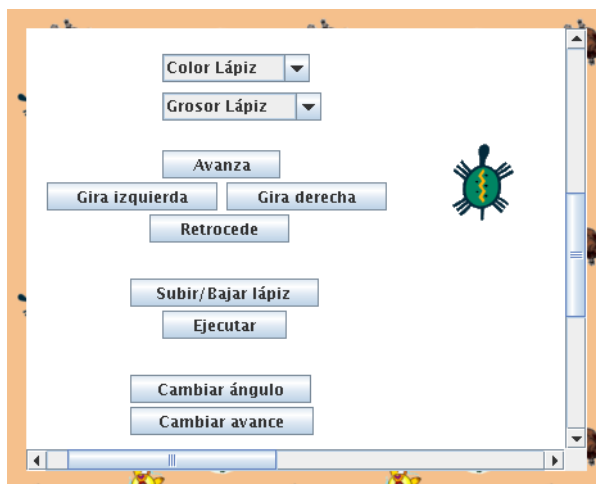 Color Lápiz
Grosor Lápiz
Avanza
Gira izquierda Gira derecha
Retrocede
Subir/Bajar lápiz
Ejecutar
Cambiar ángulo
Cambiar avance